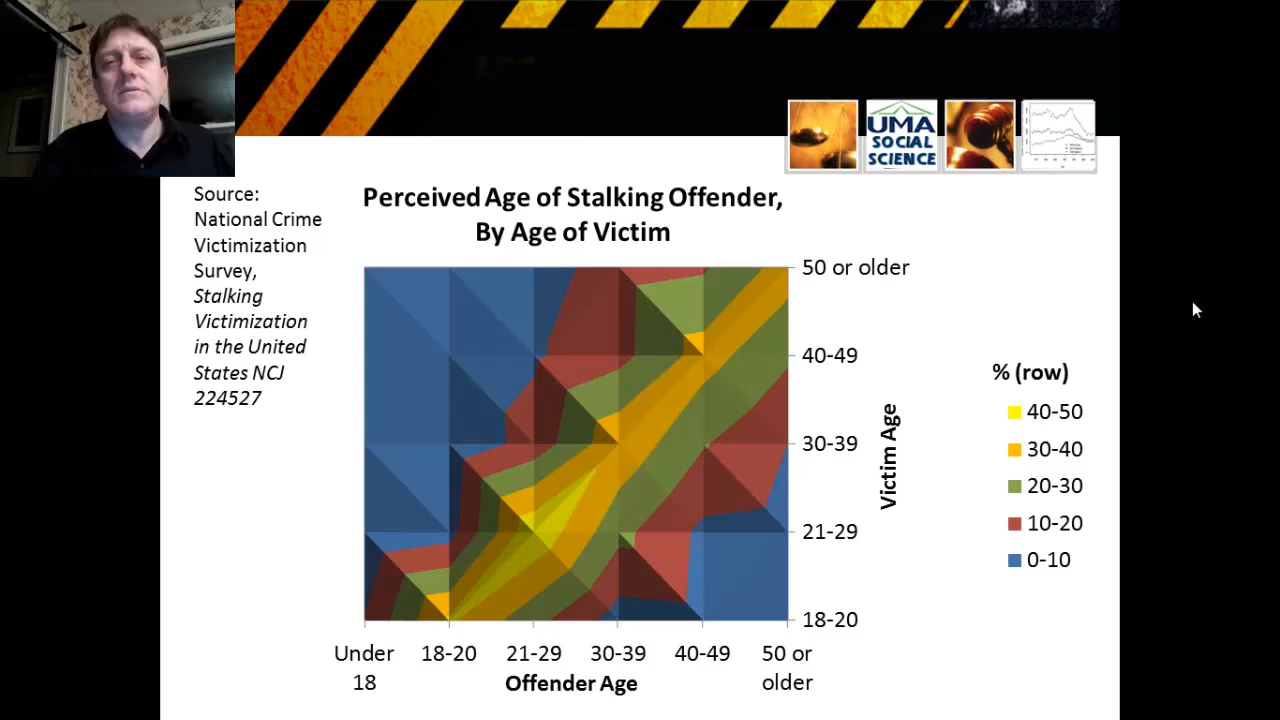 UMA
SOCIAL
SCIENCE
Source:
National Crime
Victimization
Survey,
Stalking
Victimization
in the United
States NCJ
224527
Perceived Age of Stalking Offender,
By Age of Victim
50 or older
40-49
30-39
21-29
18-20
Victim Age
Under
18
18-20
21-29
30-39
40-49
50 or
older
Offender Age
% (row)
40-50
30-40
20-30
10-20
0-10